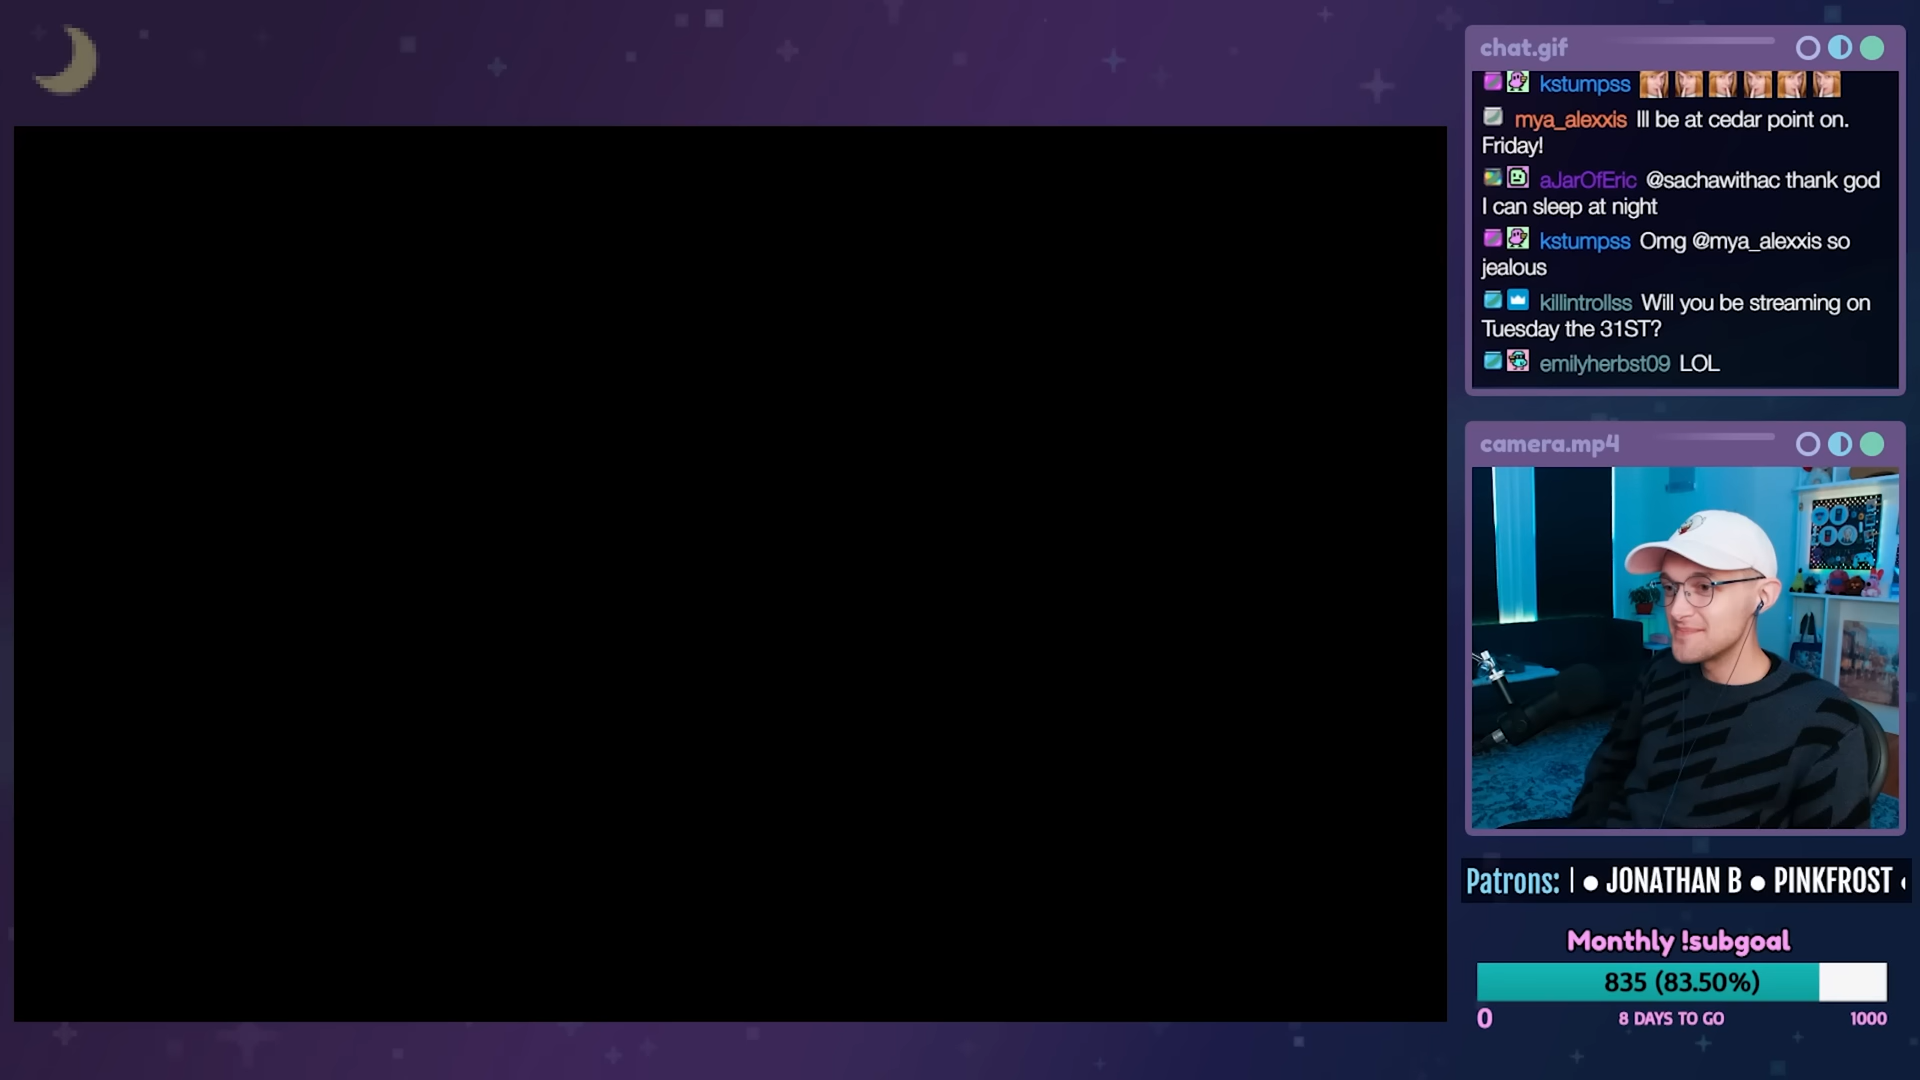 chat.gif
kstumpss
mya_alexxis Ill be at cedar point on.
Friday!
aJarOfEric @sachawithac thank god
I can sleep at night
kstumpss Omg @mya_alexxis so
jealous
killintrollss Will you be streaming on
Tuesday the 31ST?
emilyherbst09 LOL
camera.mp4
Patrons: | ● JONATHAN B ● PINKFROST
Monthly !subgoal
835 (83.50%)
0 8 DAYS TO GO 1000